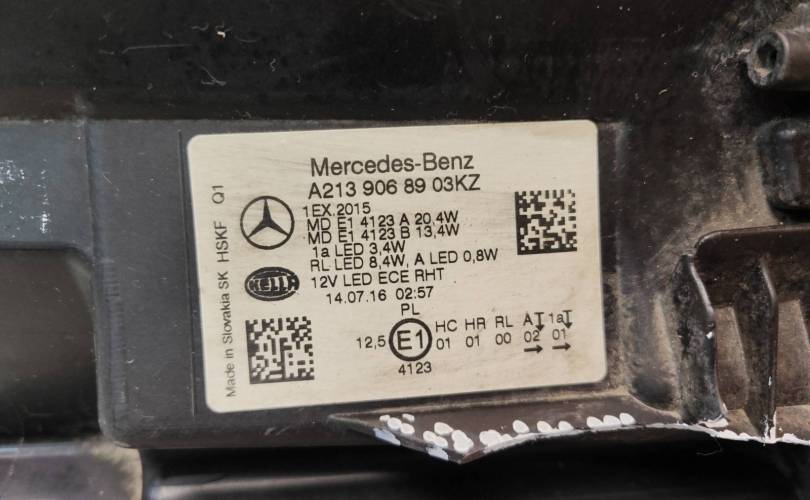 Mercedes-Benz
A213 906 89 03KZ
1EX.2015
MD E1 4123 A 20,4W
MD E1 4123 B 13,4W
1a LED 3,4W
RL LED 8,4W, A LED 0,8W
12V LED ECE RHT
14.07.16 02:57
PL
HC HR RL A 1a
12,5 E1 01 01 00 02 01
4123
HELLA
Made in Slovakia SK HSKF Q1